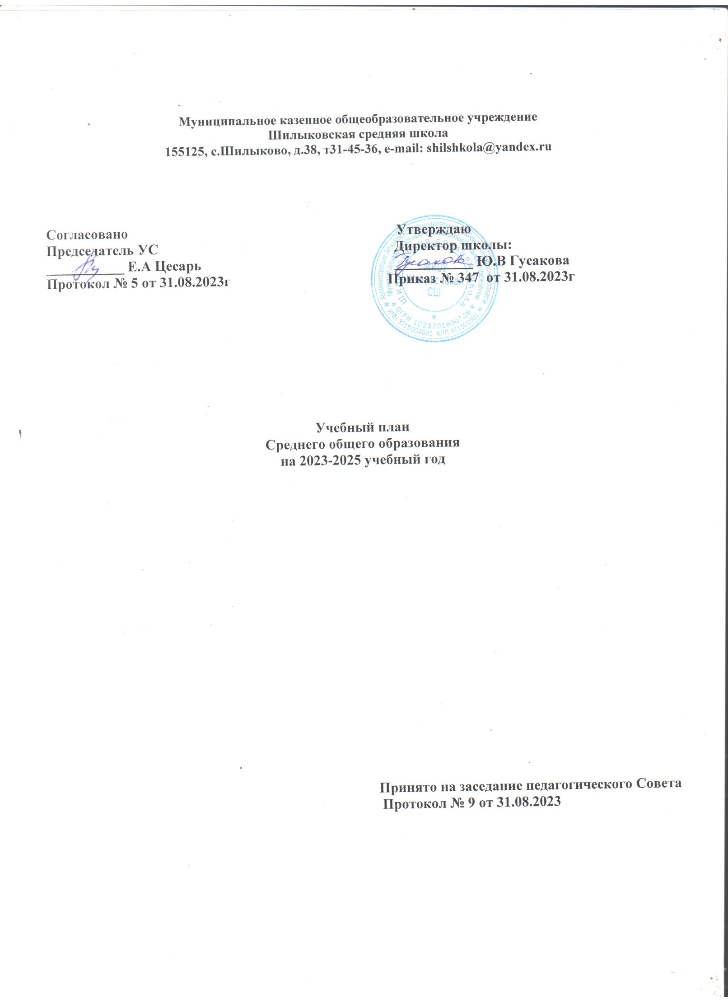 Муниципальное казенное общеобразовательное учреждение
Шилыковская средняя школа
155125, с.Шилыково, д.38, т31-45-36, e-mail: shilshkola@yandex.ru
Согласовано
Председатель УС
Е.А Цесарь
Протокол № 5 от 31.08.2023г
Утверждаю
Директор школы:
Ю.В Гусакова
Приказ № 347 от 31.08.2023г
МКОУ
СШ
ОГРН 1023701650708
ИНН 3715004601 КПП 371501001
Учебный план
Среднего общего образования
на 2023-2025 учебный год
Принято на заседание педагогического Совета
Протокол № 9 от 31.08.2023